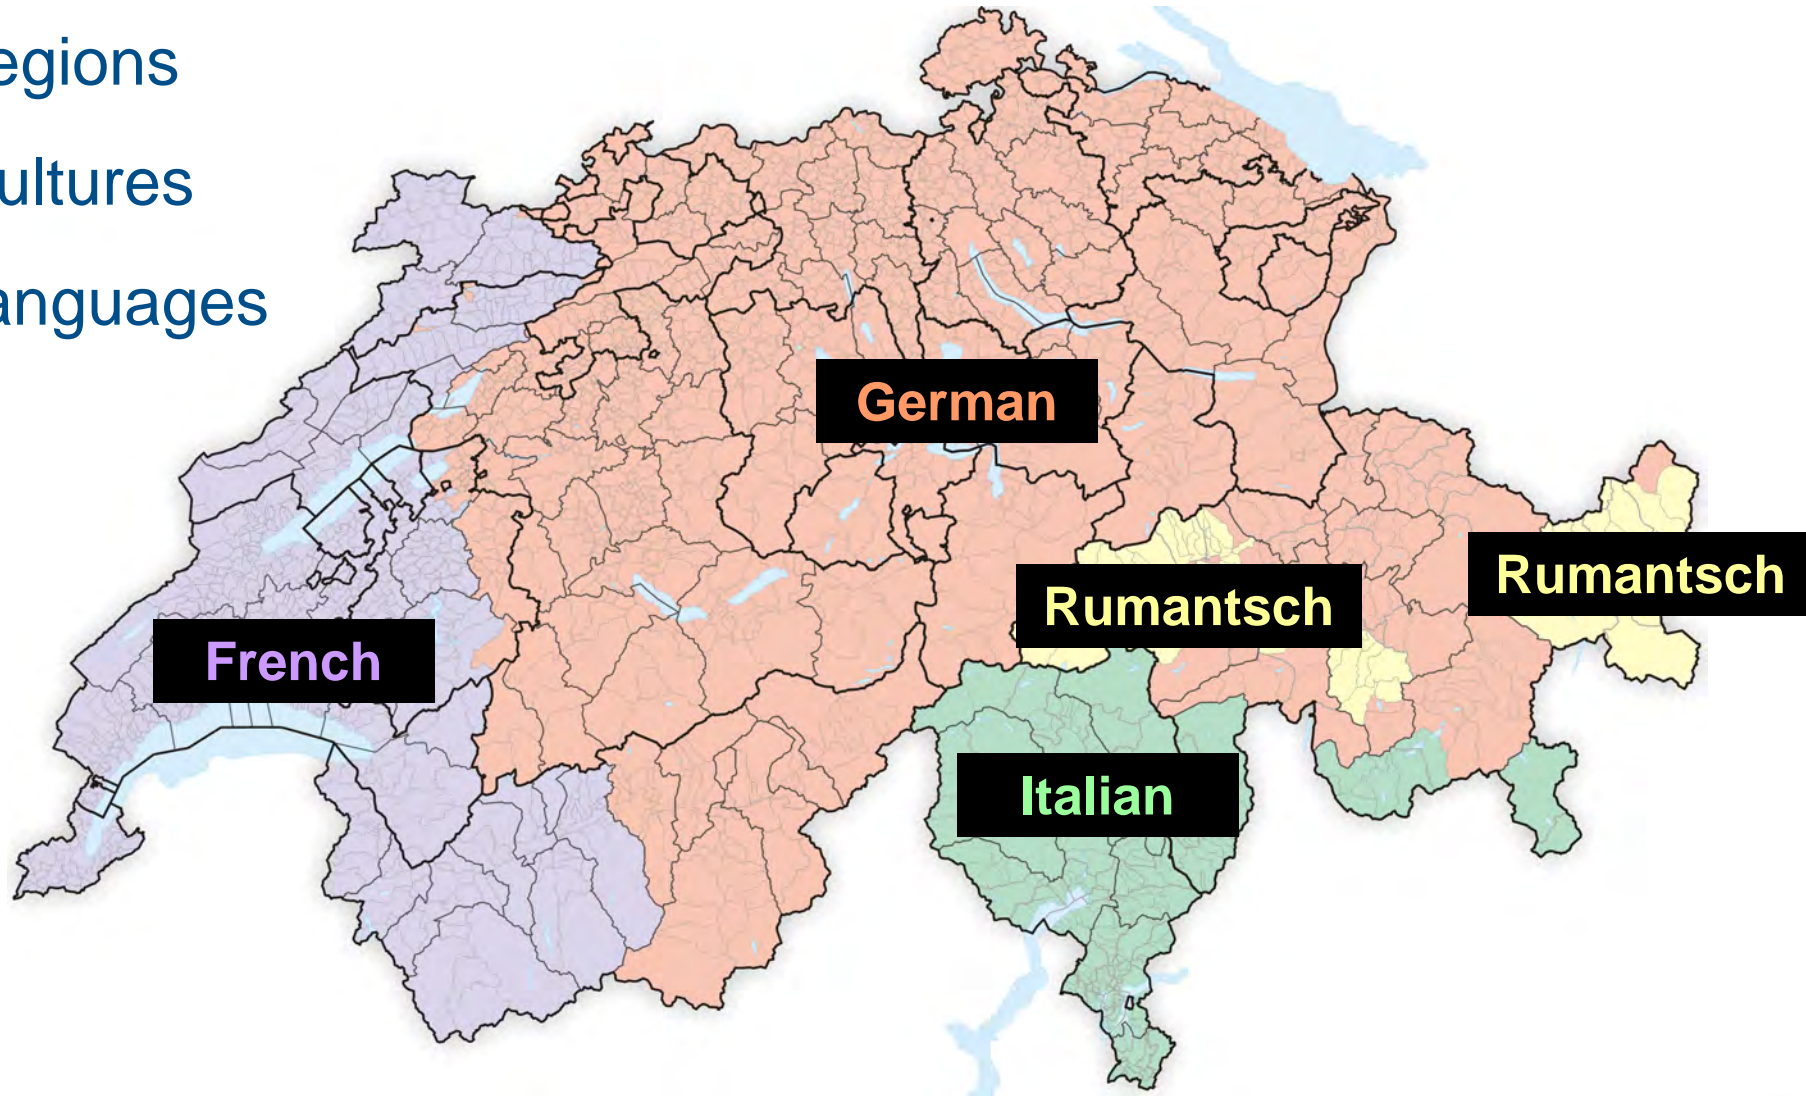 egions
ultures
anguages
German
Rumantsch
Rumantsch
French
Italian